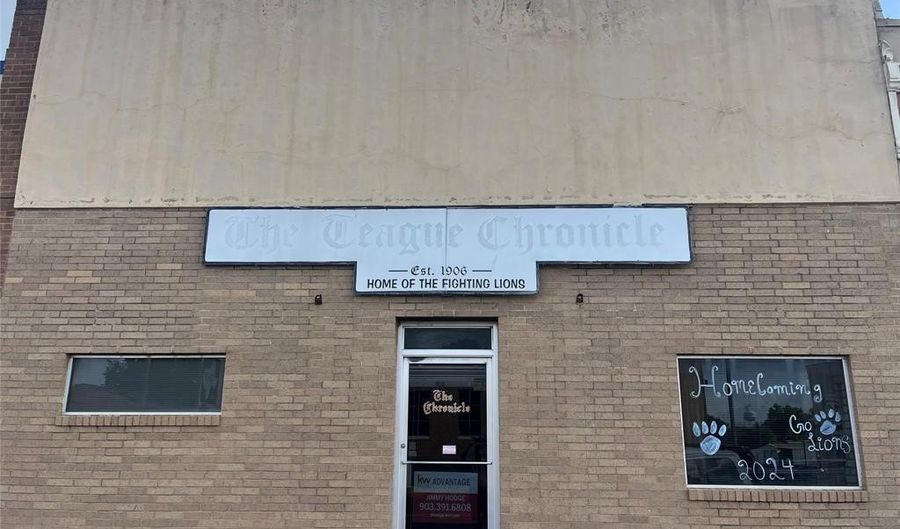 The Teague Chronicle
Est. 1906
HOME OF THE FIGHTING LIONS
The
Chronicle
kw ADVANTAGE
JIMMY HODGE
903.391.6808
HomeComing
Go
Lions
2024